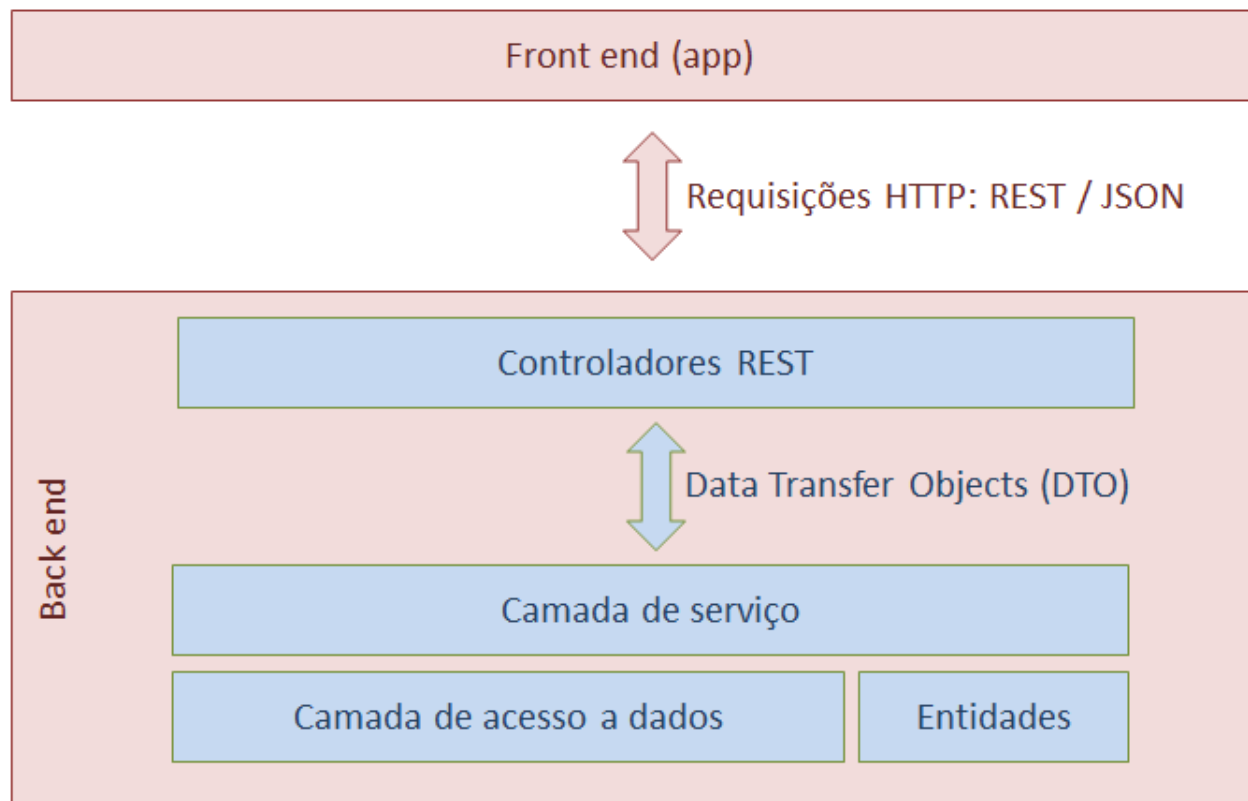 Front end (app)
Requisições HTTP: REST / JSON
Controladores REST
Data Transfer Objects (DTO)
Back end
Camada de serviço
Camada de acesso a dados
Entidades